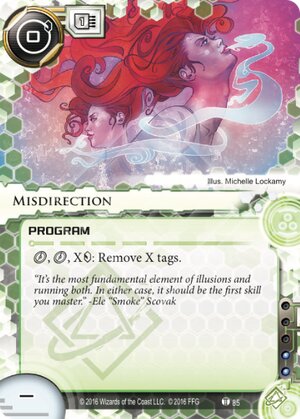 0
1
Illus. Michelle Lockamy
MISDIRECTION
PROGRAM
, , X: Remove X tags.
“It’s the most fundamental element of illusions and
running both. In either case, it should be the first skill
you master.” -Ele “Smoke” Scovak
–
© 2016 Wizards of the Coast LLC. © 2016 FFG
85